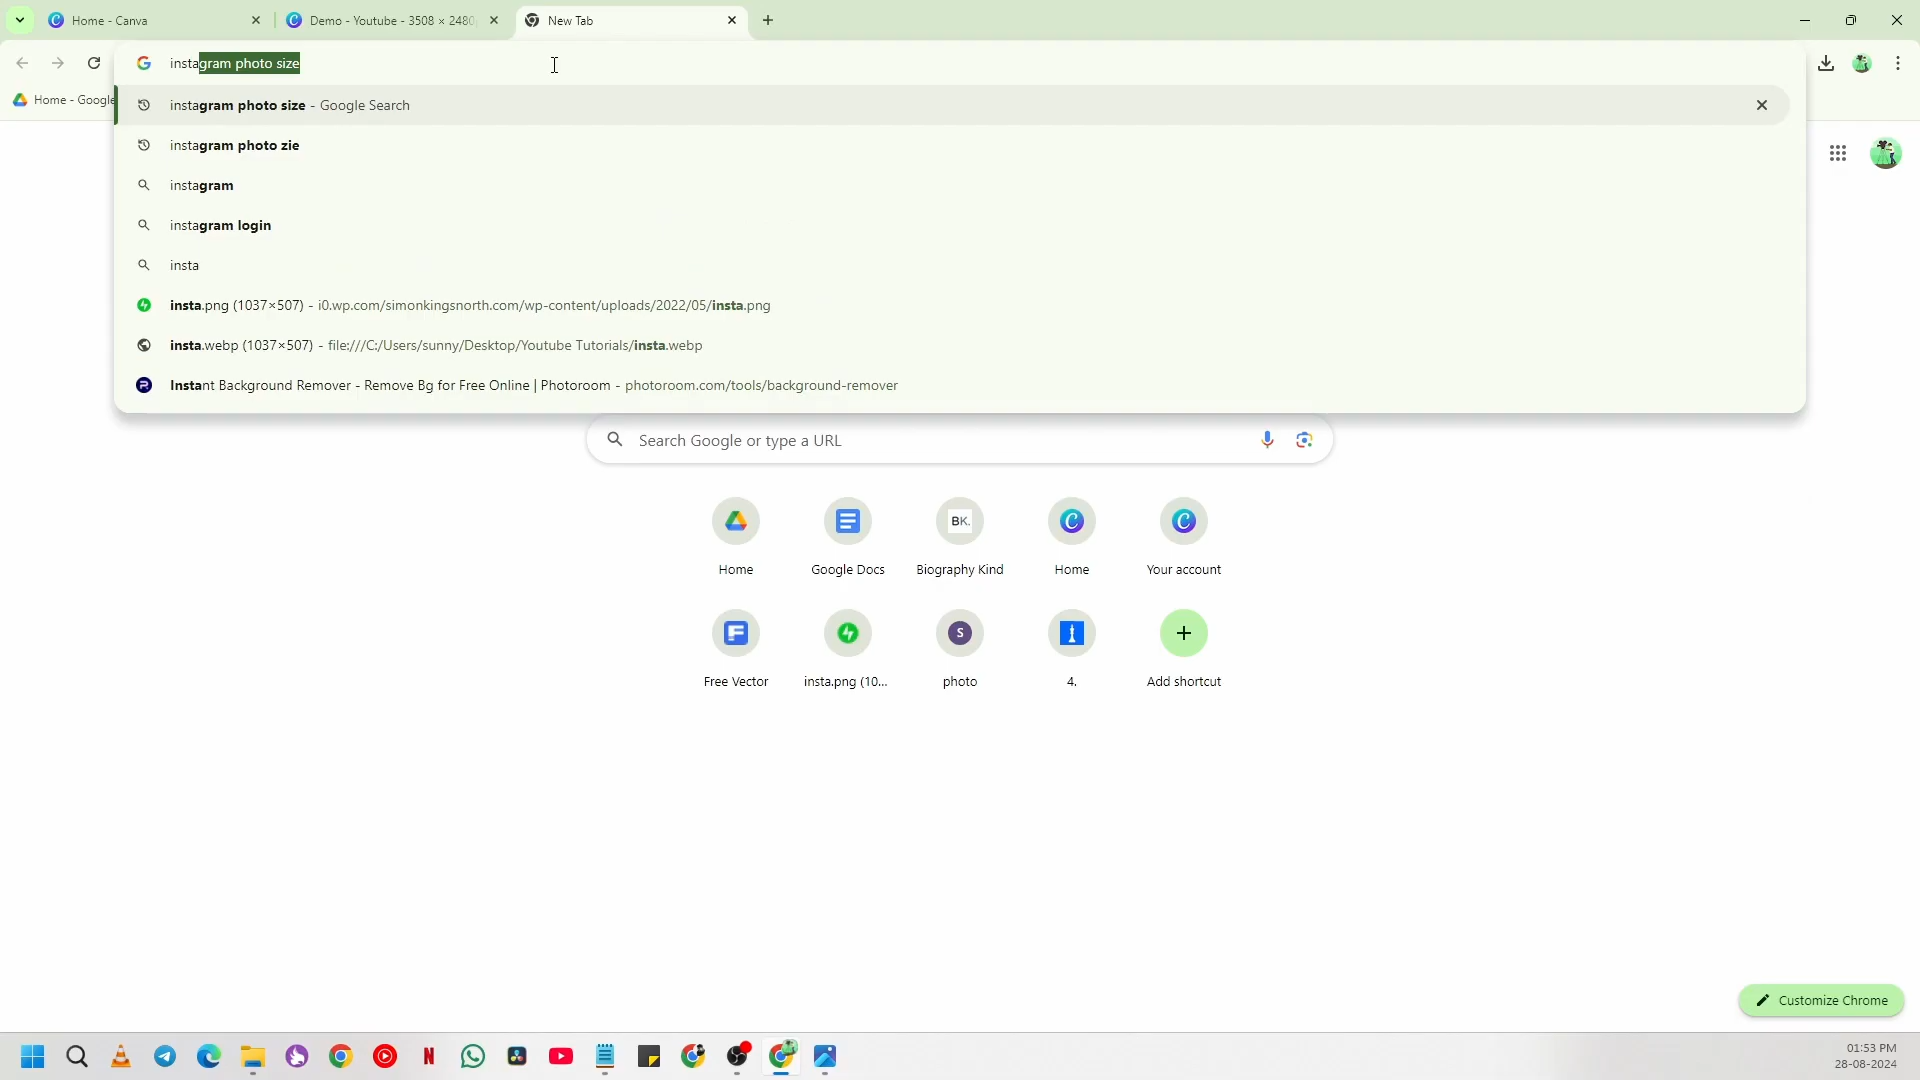 Home - Canva
Demo - Youtube - 3508 × 2480
New Tab
instagram photo size
Home - Google
instagram photo size - Google Search
instagram photo zie
instagram
instagram login
insta
insta.png (1037×507) - i0.wp.com/simonkingsnorth.com/wp-content/uploads/2022/05/insta.png
insta.webp (1037×507) - file:///C:/Users/sunny/Desktop/Youtube Tutorials/insta.webp
Instant Background Remover - Remove Bg for Free Online | Photoroom - photoroom.com/tools/background-remover
Search Google or type a URL
BK.
Home
Google Docs
Biography Kind
Home
Your account
S
Free Vector
insta.png (10...
photo
4.
Add shortcut
Customize Chrome
01:53 PM
28-08-2024